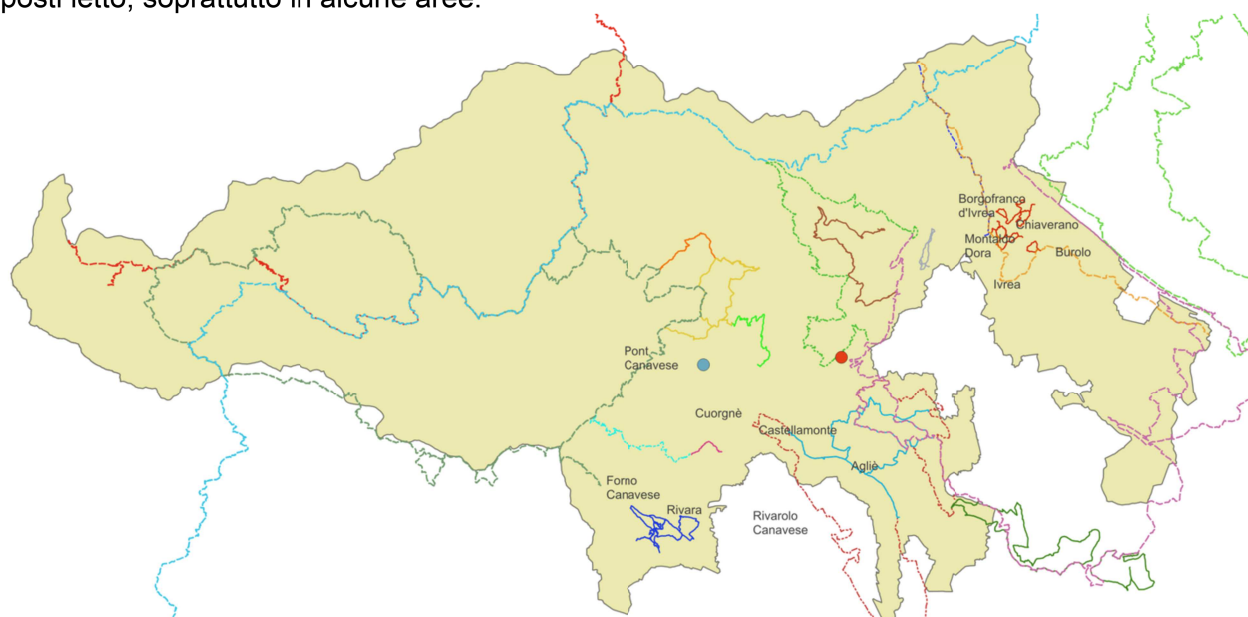 posti letto, soprattutto in alcune aree.
Borgofranco
d'Ivrea
Chiaverano
Montalto
Dora
Burolo
Ivrea
Pont
Canavese
Cuorgnè
Castellamonte
Agliè
Forno
Canavese
Rivara
Rivarolo
Canavese